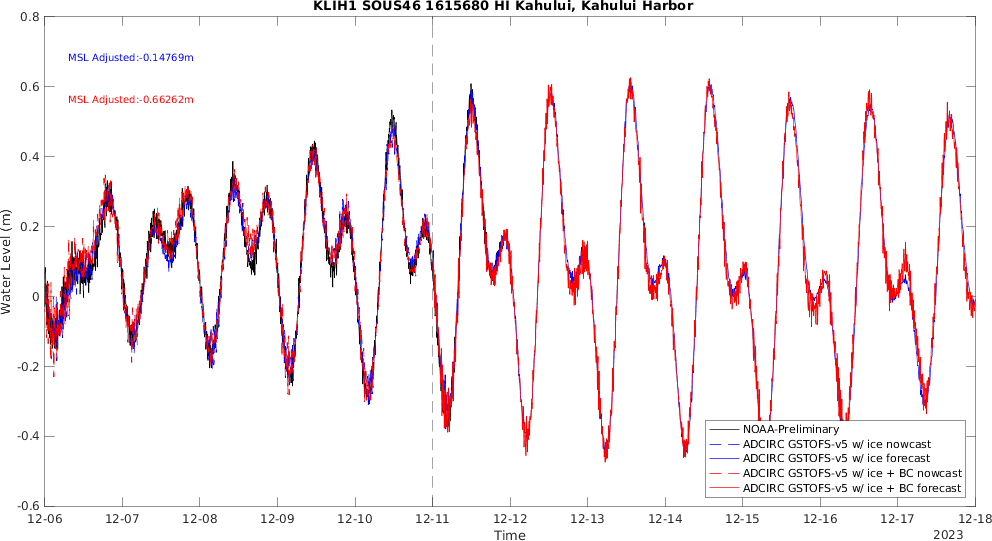 KLIH1 SOUS46 1615680 HI Kahului, Kahului Harbor
0.8
MSL Adjusted:-0.14769m
0.6
MSL Adjusted:-0.66262m
0.4
0.2
0
-0.2
-0.4
-0.6
Water Level (m)
NOAA-Preliminary
ADCIRC GSTOFS-v5 w/ ice nowcast
ADCIRC GSTOFS-v5 w/ ice forecast
ADCIRC GSTOFS-v5 w/ ice + BC nowcast
ADCIRC GSTOFS-v5 w/ ice + BC forecast
12-06 12-07 12-08 12-09 12-10 12-11 12-12 12-13 12-14 12-15 12-16 12-17 12-18
Time
2023